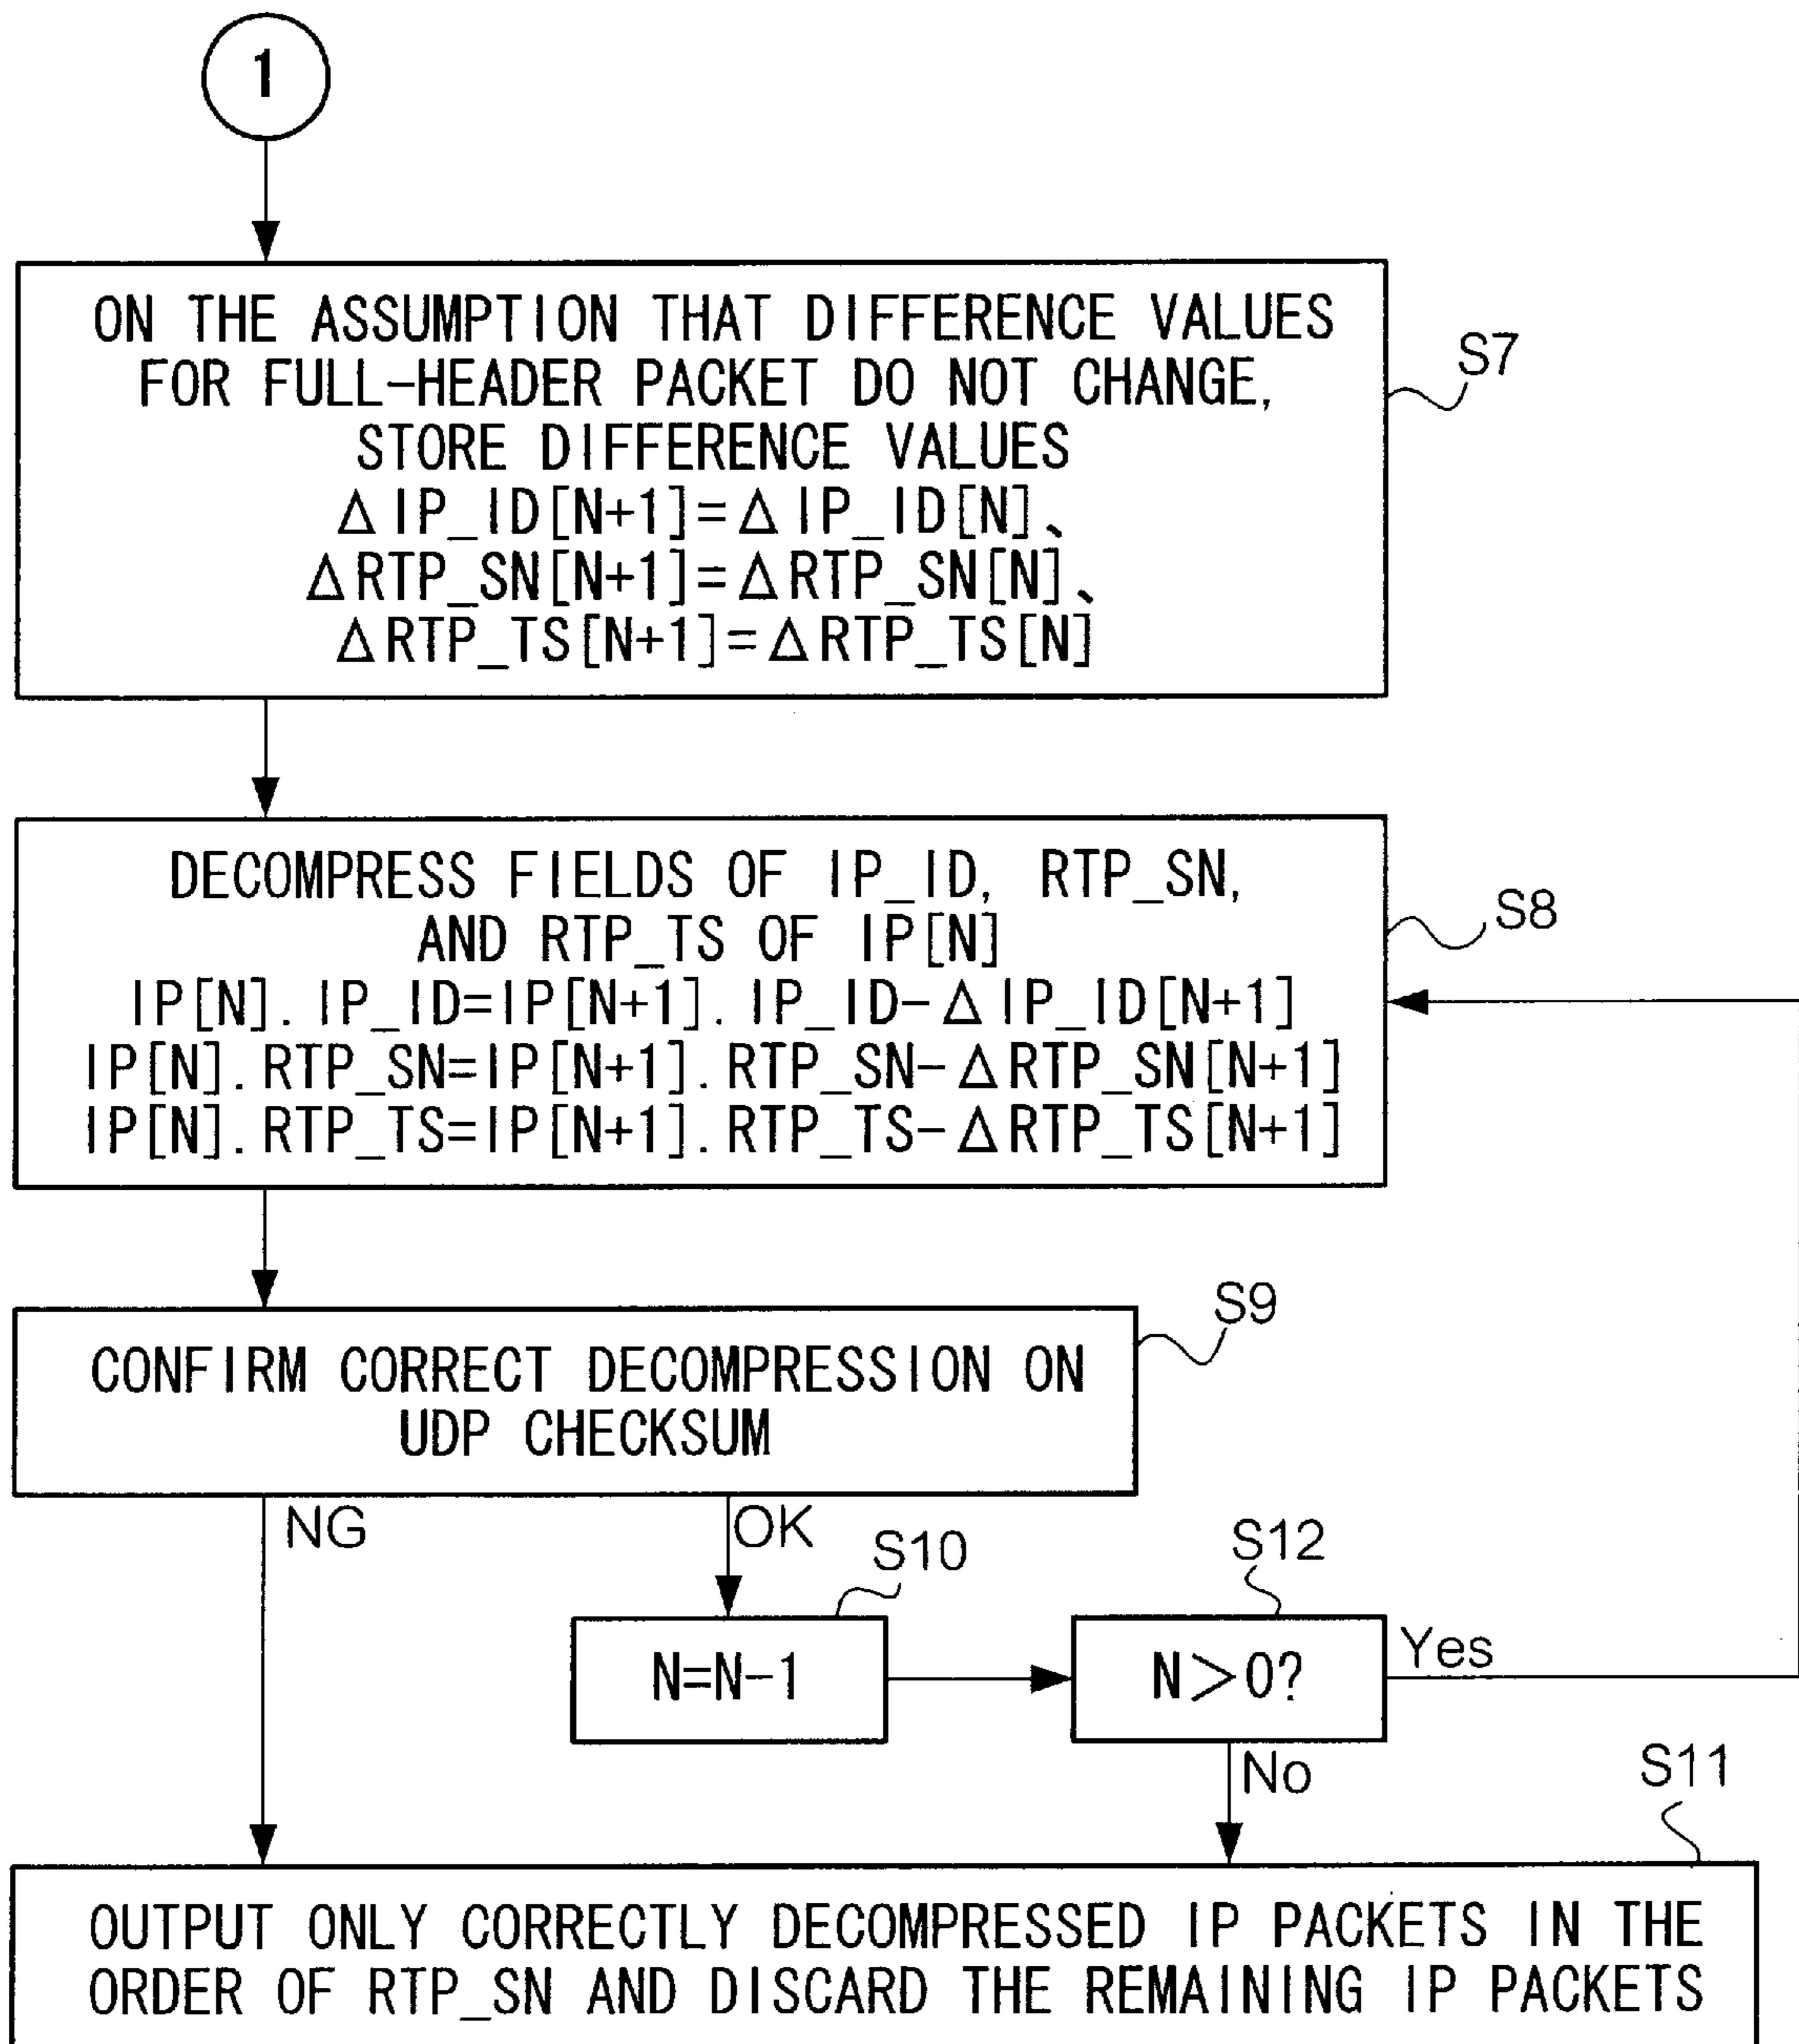 1
ON THE ASSUMPTION THAT DIFFERENCE VALUES
FOR FULL-HEADER PACKET DO NOT CHANGE,
STORE DIFFERENCE VALUES
ΔIP_ID[N+1]=ΔIP_ID[N]、
ΔRTP_SN[N+1]=ΔRTP_SN[N]、
ΔRTP_TS[N+1]=ΔRTP_TS[N]
S7
DECOMPRESS FIELDS OF IP_ID, RTP_SN,
AND RTP_TS OF IP[N]
IP[N].IP_ID=IP[N+1].IP_ID-ΔIP_ID[N+1]
IP[N].RTP_SN=IP[N+1].RTP_SN-ΔRTP_SN[N+1]
IP[N].RTP_TS=IP[N+1].RTP_TS-ΔRTP_TS[N+1]
S8
CONFIRM CORRECT DECOMPRESSION ON
UDP CHECKSUM
S9
NG
OK
S10
N=N-1
S12
N>0?
Yes
No
S11
OUTPUT ONLY CORRECTLY DECOMPRESSED IP PACKETS IN THE
ORDER OF RTP_SN AND DISCARD THE REMAINING IP PACKETS